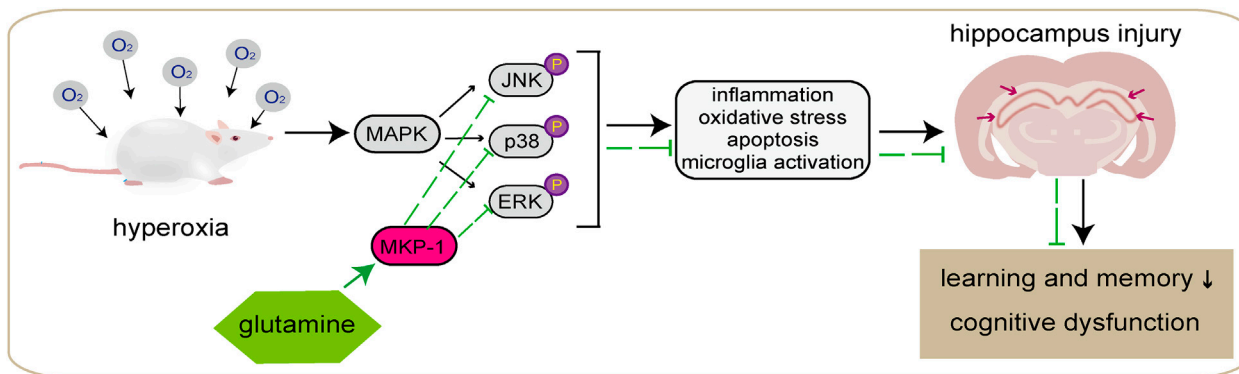 O₂
O₂
O₂
O₂
O₂
hyperoxia
MAPK
JNK
P
p38
P
ERK
P
MKP-1
glutamine
inflammation
oxidative stress
apoptosis
microglia activation
hippocampus injury
learning and memory ↓
cognitive dysfunction